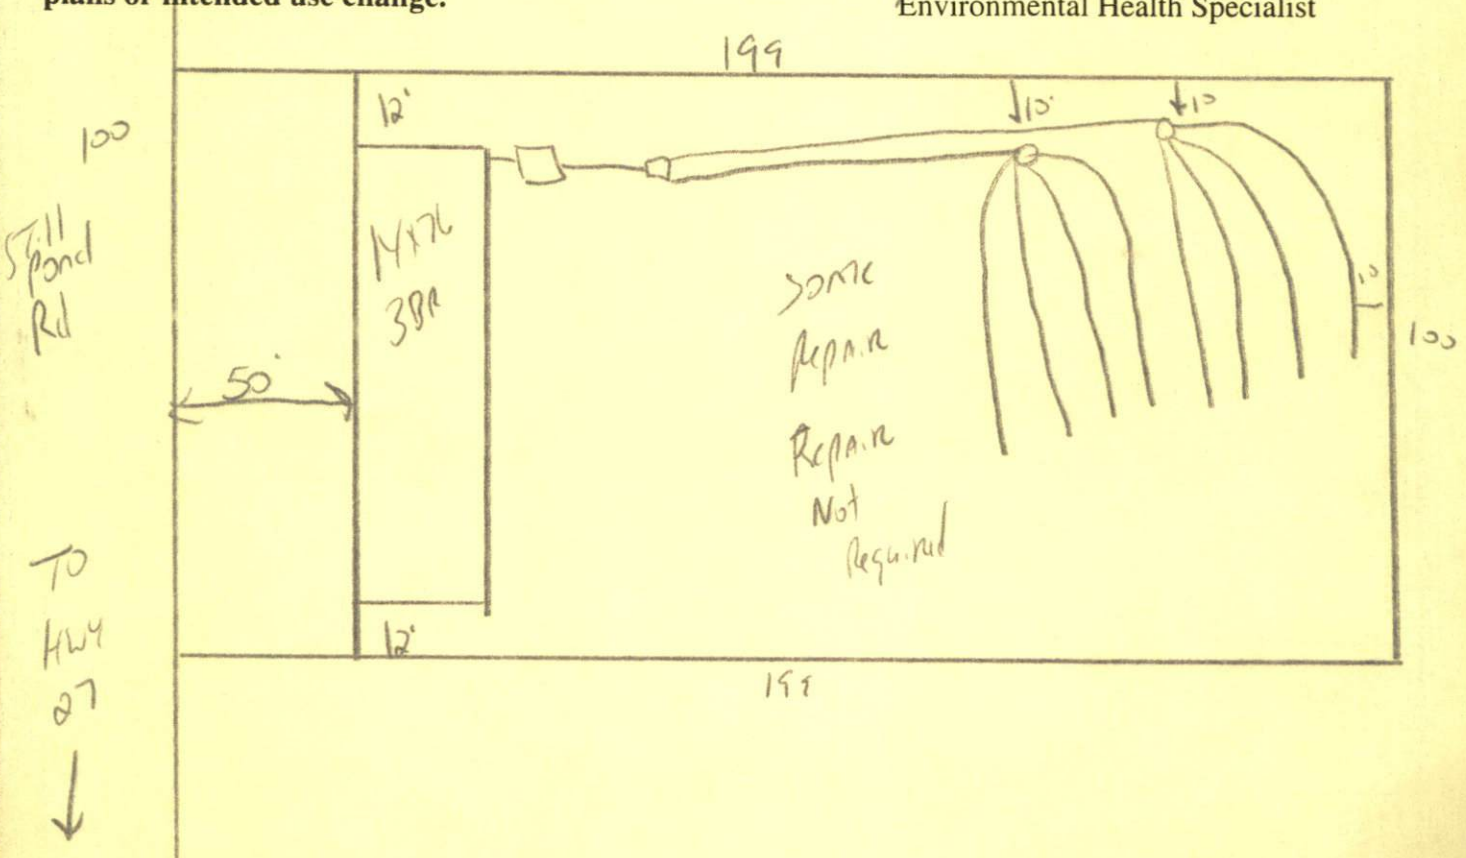 plans or intended use change.
Environmental Health Specialist
199
12'
10'
10
100
Still
Pond
Rd
14x76
3BR
Some
Repair
10
100
50'
Repair
Not
Required
To
Hwy
27
12'
199